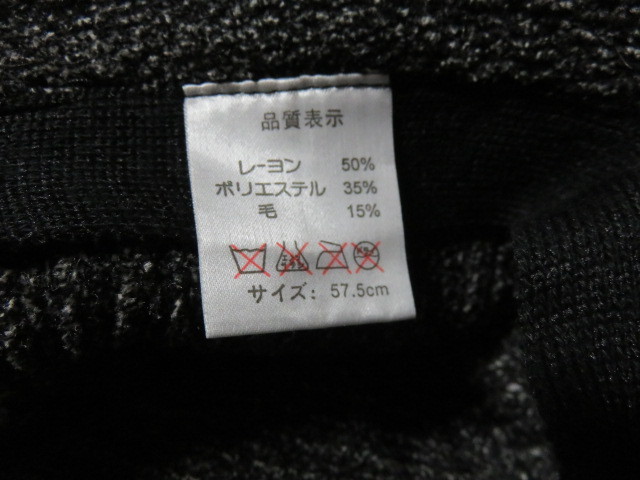 品質表示
レーヨン 50%
ポリエステル 35%
毛 15%
サイズ: 57.5cm